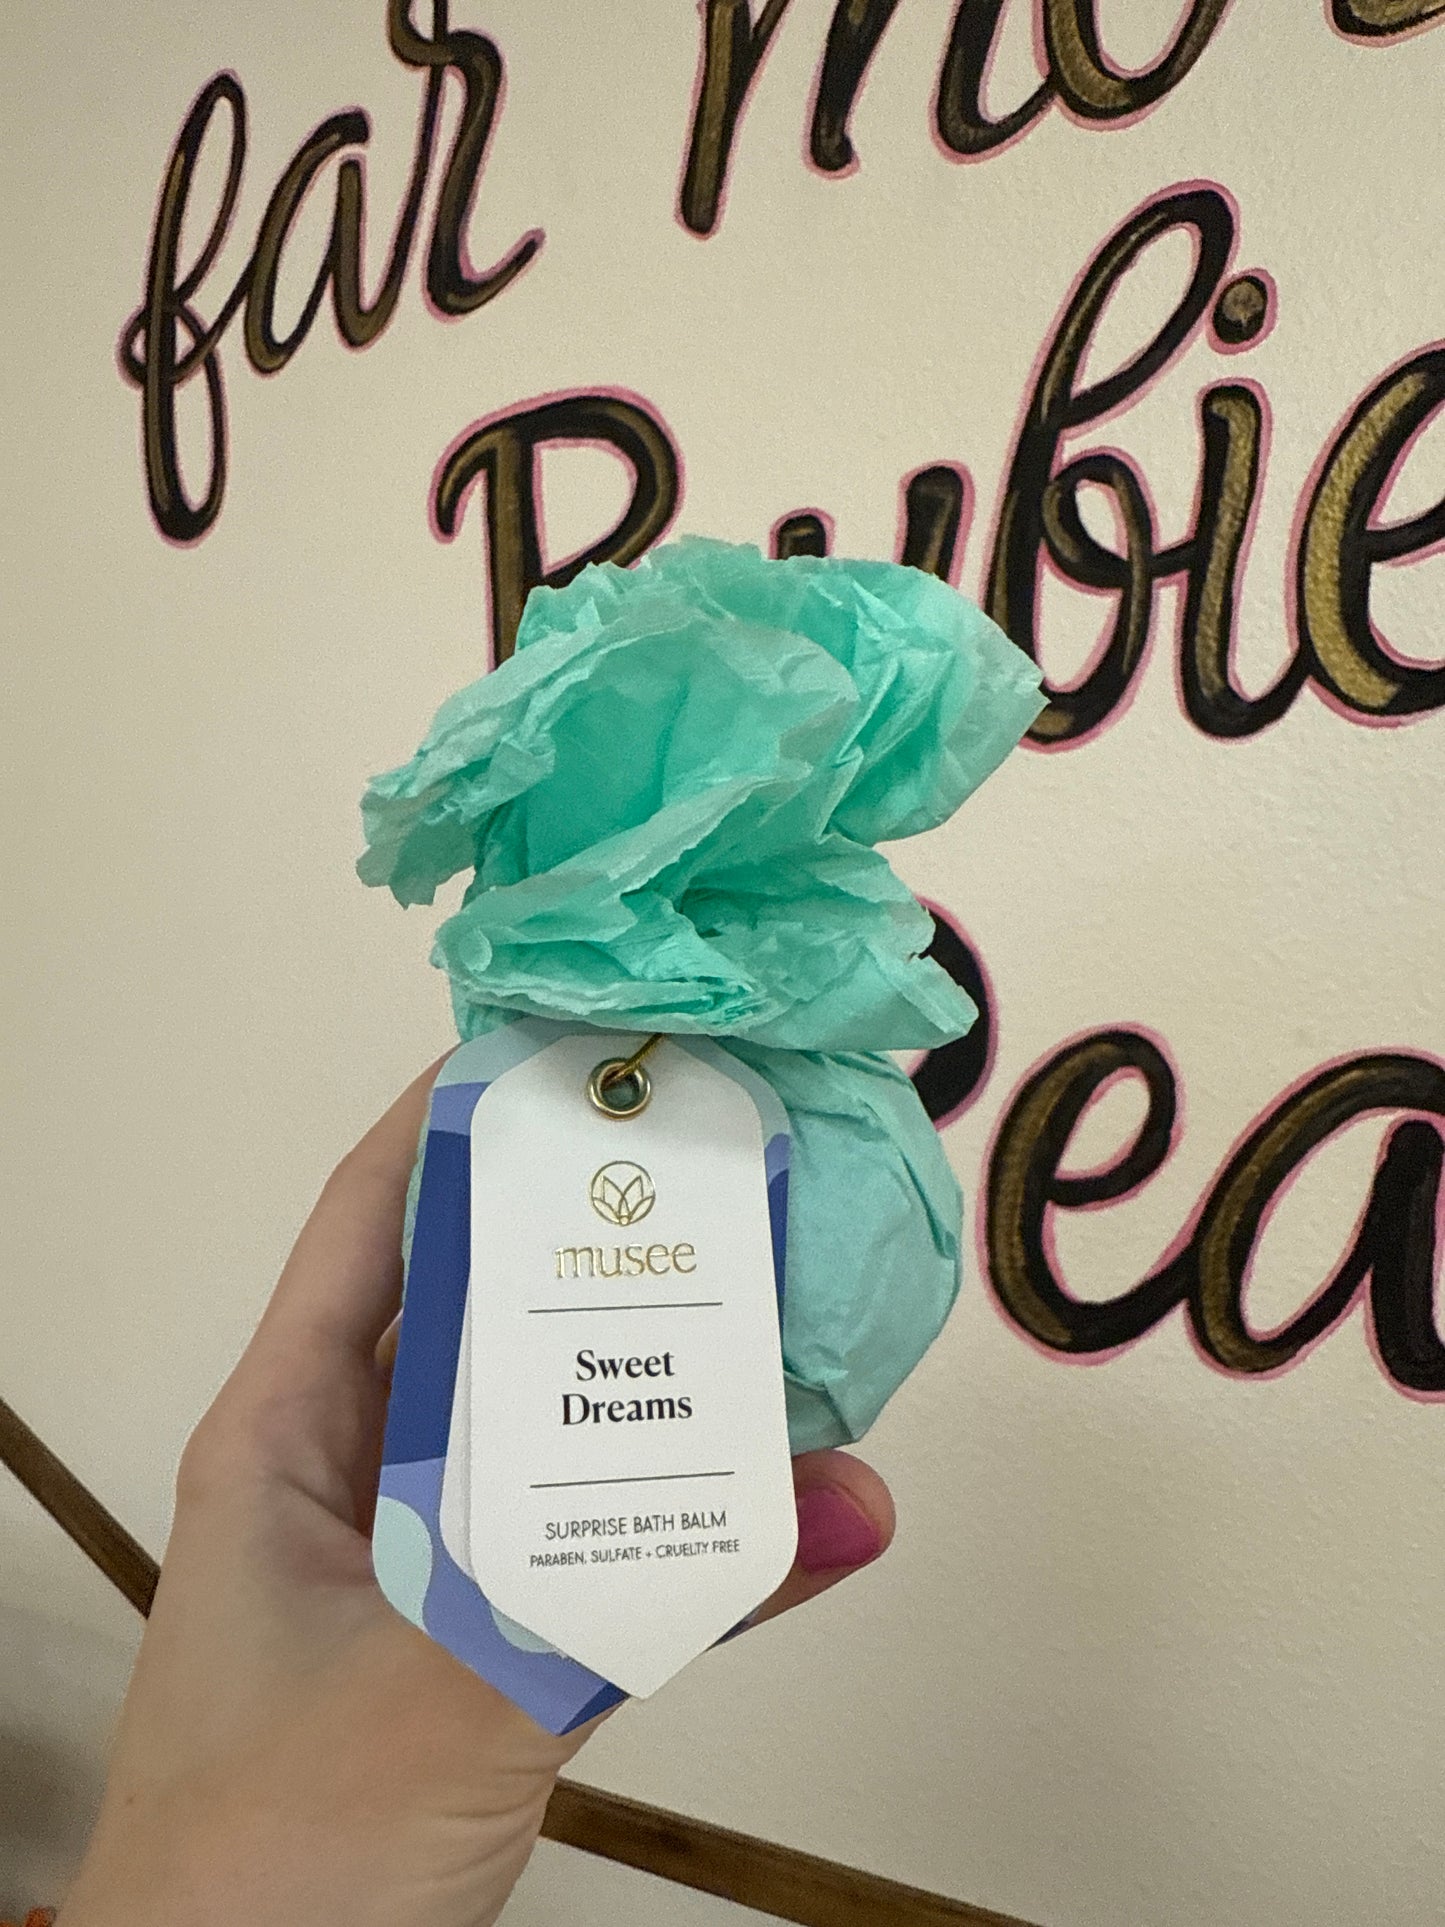 far
musee
Sweet
Dreams
SURPRISE BATH BALM
PARABEN, SULFATE + CRUELTY FREE